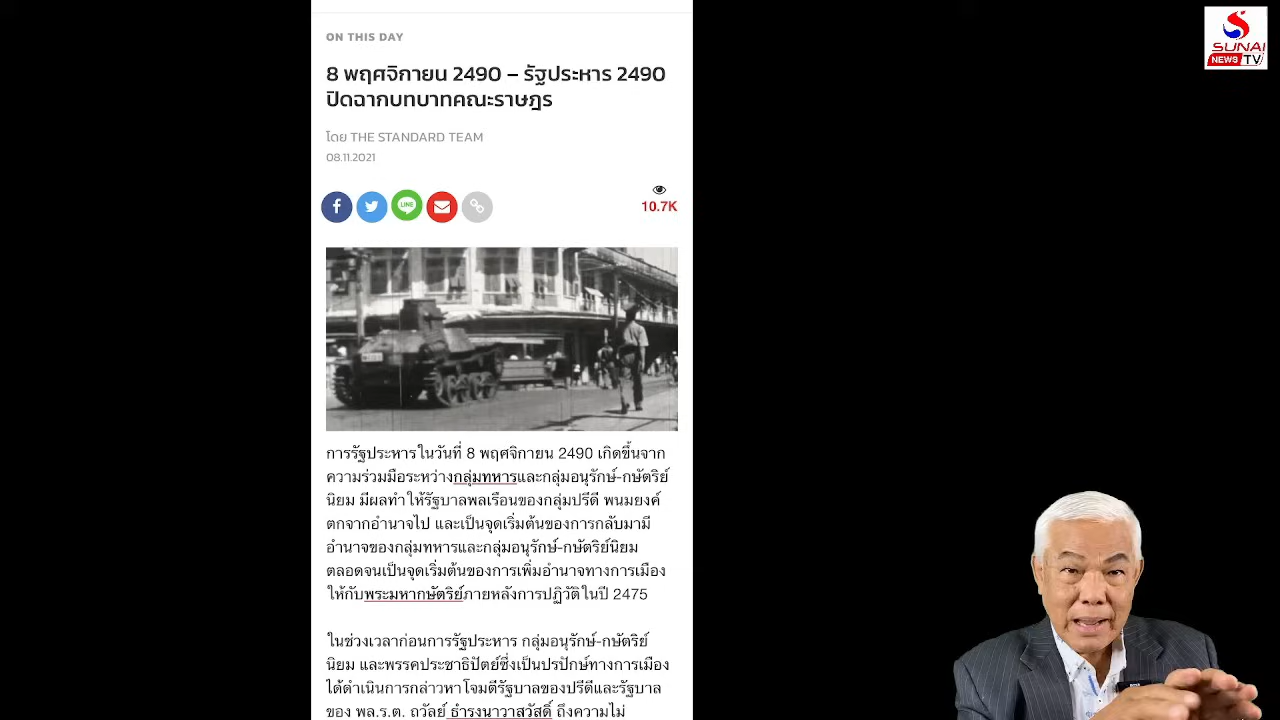 ON THIS DAY
8 พฤศจิกายน 2490 – รัฐประหาร 2490
ปิดฉากบทบาทคณะราษฎร
โดย THE STANDARD TEAM
08.11.2021
LINE
10.7K
การรัฐประหารในวันที่ 8 พฤศจิกายน 2490 เกิดขึ้นจาก
ความร่วมมือระหว่างกลุ่มทหารและกลุ่มอนุรักษ์-กษัตริย์
นิยม มีผลทำให้รัฐบาลพลเรือนของกลุ่มปรีดี พนมยงค์
ตกจากอำนาจไป และเป็นจุดเริ่มต้นของการกลับมามี
อำนาจของกลุ่มทหารและกลุ่มอนุรักษ์-กษัตริย์นิยม
ตลอดจนเป็นจุดเริ่มต้นของการเพิ่มอำนาจทางการเมือง
ให้กับพระมหากษัตริย์ภายหลังการปฏิวัติในปี 2475
ในช่วงเวลาก่อนการรัฐประหาร กลุ่มอนุรักษ์-กษัตริย์
นิยม และพรรคประชาธิปัตย์ซึ่งเป็นปรปักษ์ทางการเมือง
ได้ดำเนินการกล่าวหาโจมตีรัฐบาลของปรีดีและรัฐบาล
ของ พล.ร.ต. ถวัลย์ ธำรงนาวาสวัสดิ์ ถึงความไม่
SUNAI
NEWS TV